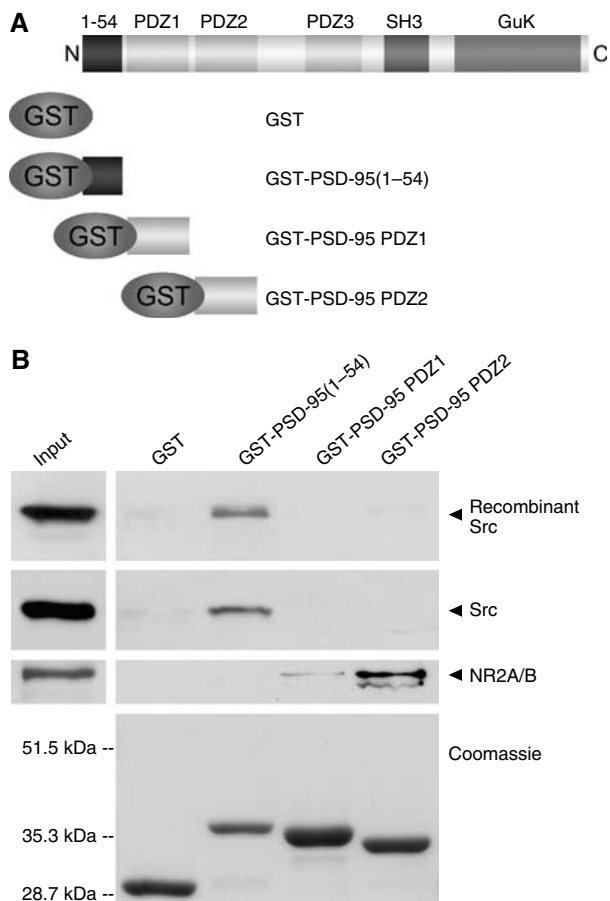 A
1-54 PDZ1 PDZ2 PDZ3 SH3 GuK
N C
GST GST
GST GST-PSD-95(1–54)
GST GST-PSD-95 PDZ1
GST GST-PSD-95 PDZ2
B
Input GST GST-PSD-95(1–54) GST-PSD-95 PDZ1 GST-PSD-95 PDZ2
Recombinant
Src
Src
NR2A/B
51.5 kDa -- Coomassie
35.3 kDa --
28.7 kDa --